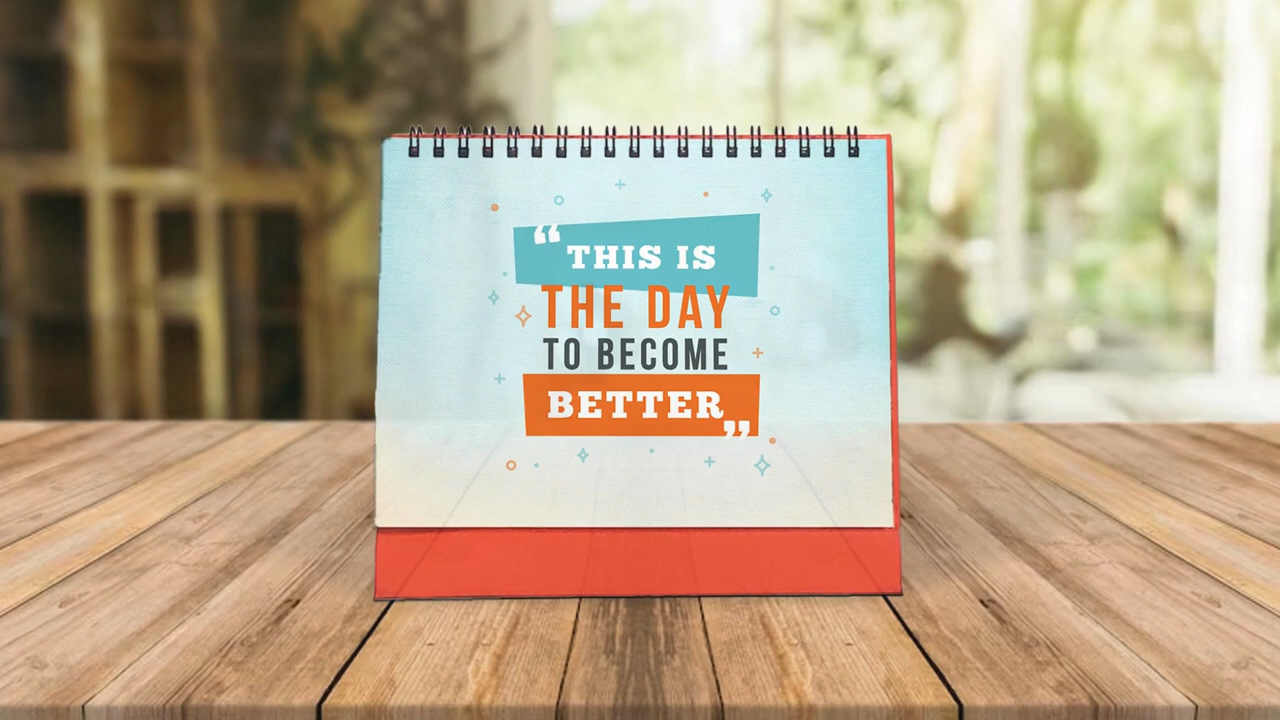 “ THIS IS
THE DAY
TO BECOME
BETTER ”